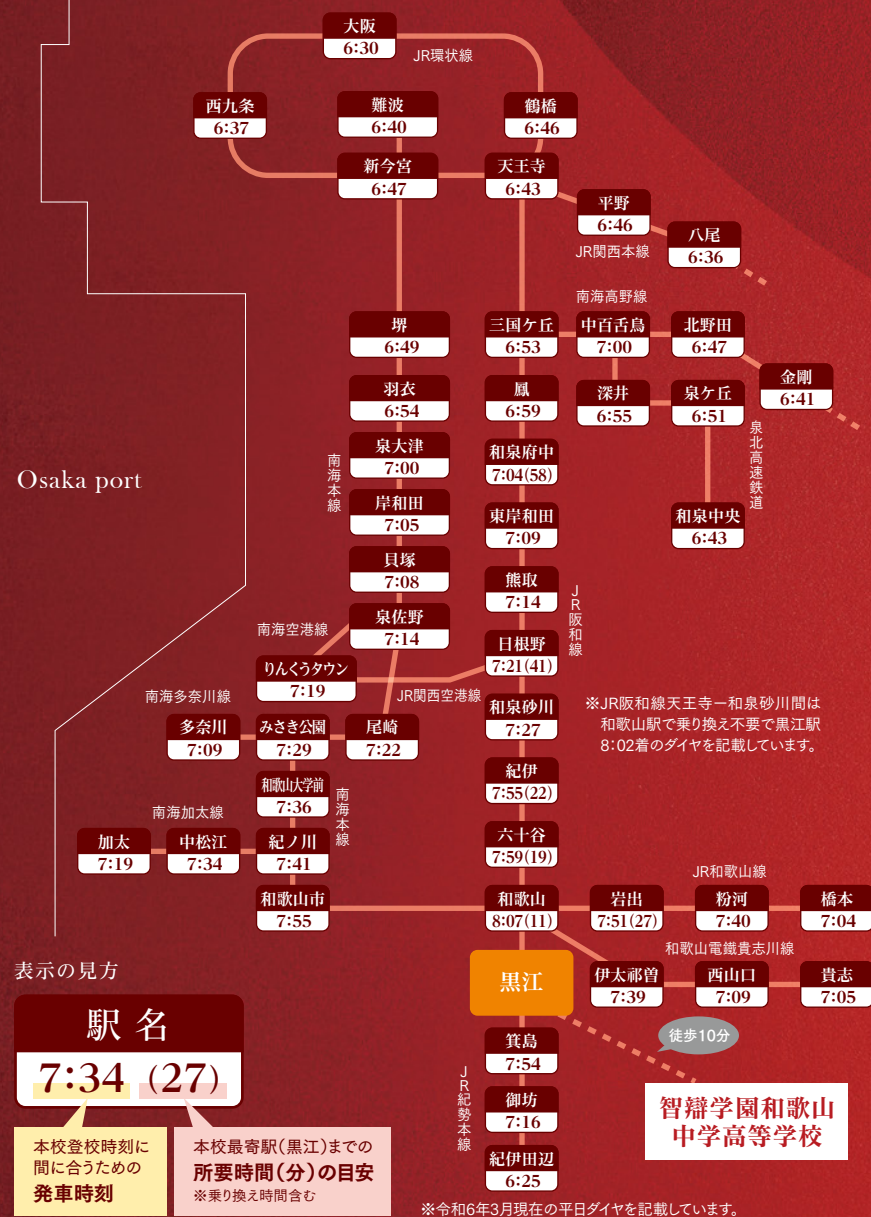 大阪
6:30
JR環状線
西九条
6:37
難波
6:40
鶴橋
6:46
新今宮
6:47
天王寺
6:43
平野
6:46
八尾
6:36
JR関西本線
南海高野線
堺
6:49
三国ケ丘
6:53
中百舌鳥
7:00
北野田
6:47
金剛
6:41
羽衣
6:54
鳳
6:59
深井
6:55
泉ケ丘
6:51
泉北高速鉄道
和泉中央
6:43
Osaka port
南海本線
泉大津
7:00
和泉府中
7:04(58)
岸和田
7:05
東岸和田
7:09
貝塚
7:08
熊取
7:14
JR阪和線
泉佐野
7:14
南海空港線
日根野
7:21(41)
りんくうタウン
7:19
JR関西空港線
南海多奈川線
和泉砂川
7:27
※JR阪和線天王寺ー和泉砂川間は
和歌山駅で乗り換え不要で黒江駅
8:02着のダイヤを記載しています。
多奈川
7:09
みさき公園
7:29
尾崎
7:22
紀伊
7:55(22)
和歌山大学前
7:36
南海本線
南海加太線
加太
7:19
中松江
7:34
紀ノ川
7:41
六十谷
7:59(19)
JR和歌山線
和歌山市
7:55
和歌山
8:07(11)
岩出
7:51(27)
粉河
7:40
橋本
7:04
和歌山電鐵貴志川線
黒江
伊太祁曽
7:39
西山口
7:09
貴志
7:05
徒歩10分
箕島
7:54
JR紀勢本線
御坊
7:16
紀伊田辺
6:25
智辯学園和歌山
中学高等学校
表示の見方
駅名
7:34 (27)
本校登校時刻に
間に合うための
発車時刻
本校最寄駅(黒江)までの
所要時間(分)の目安
※乗り換え時間含む
※令和6年3月現在の平日ダイヤを記載しています。